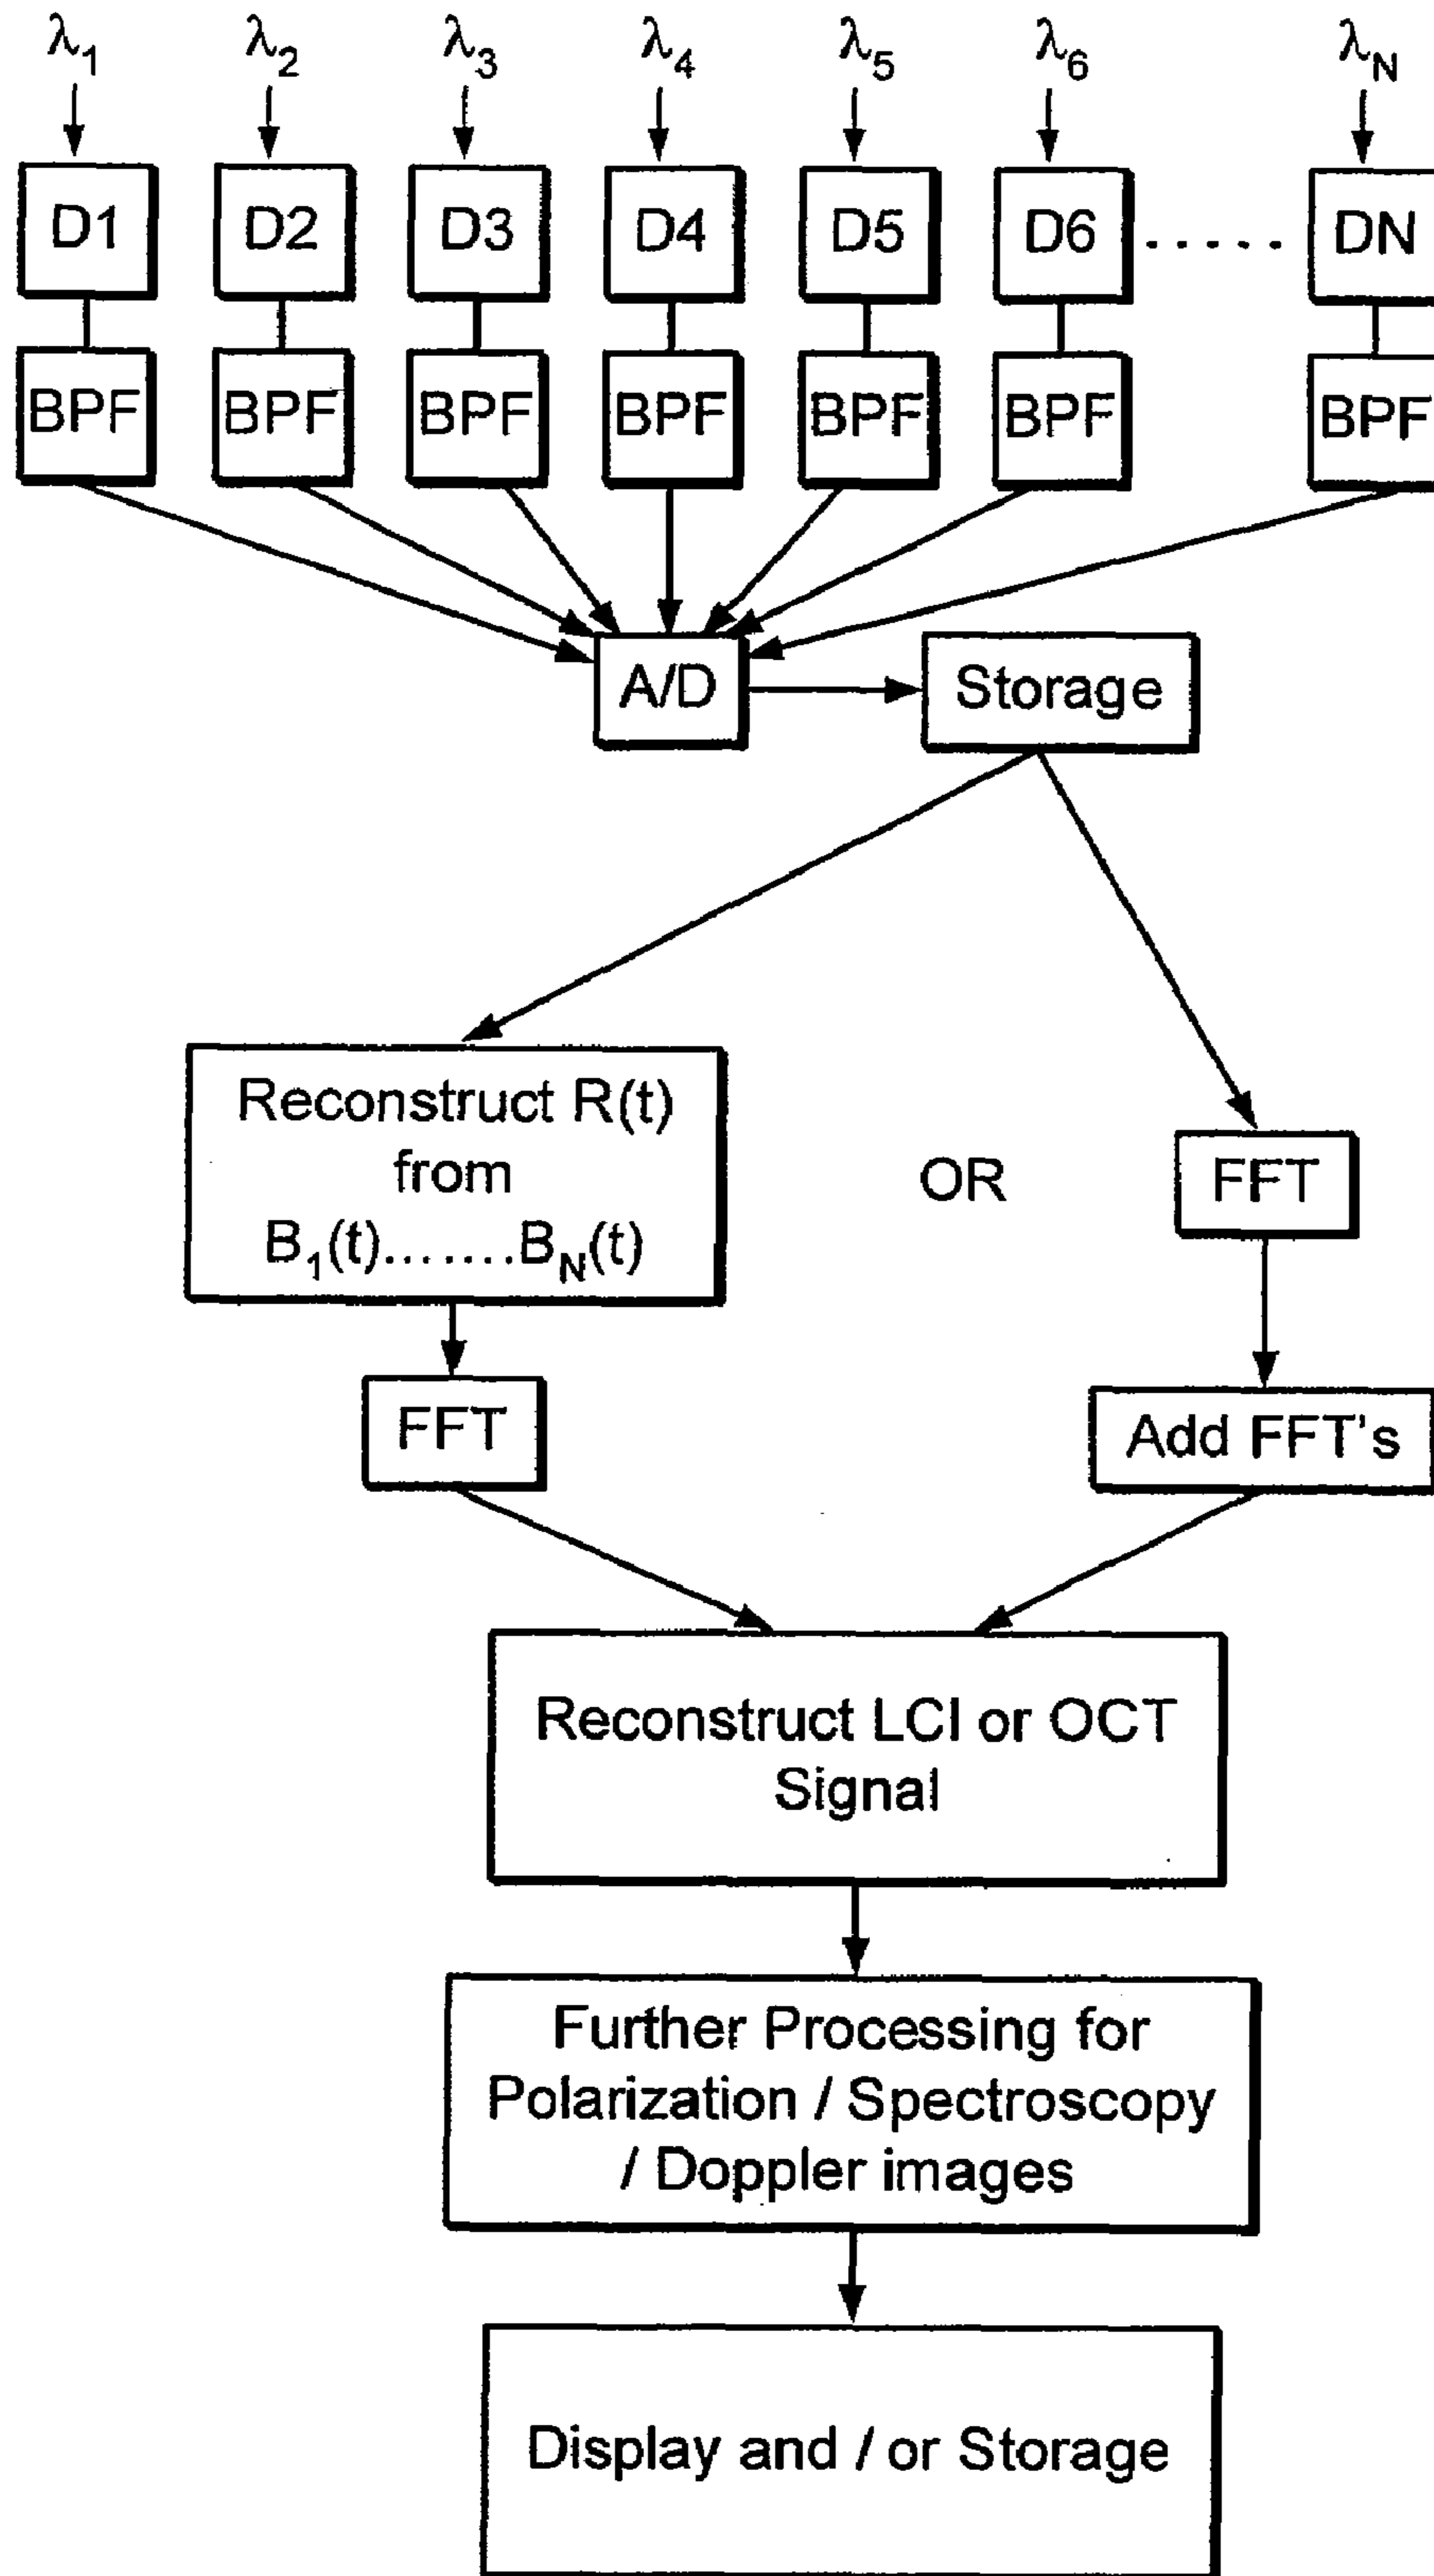 λ1 λ2 λ3 λ4 λ5 λ6 λN
D1 D2 D3 D4 D5 D6 ..... DN
BPF BPF BPF BPF BPF BPF BPF
A/D Storage
Reconstruct R(t)
from
B1(t).......BN(t)
OR
FFT
FFT
Add FFT's
Reconstruct LCI or OCT
Signal
Further Processing for
Polarization / Spectroscopy
/ Doppler images
Display and / or Storage